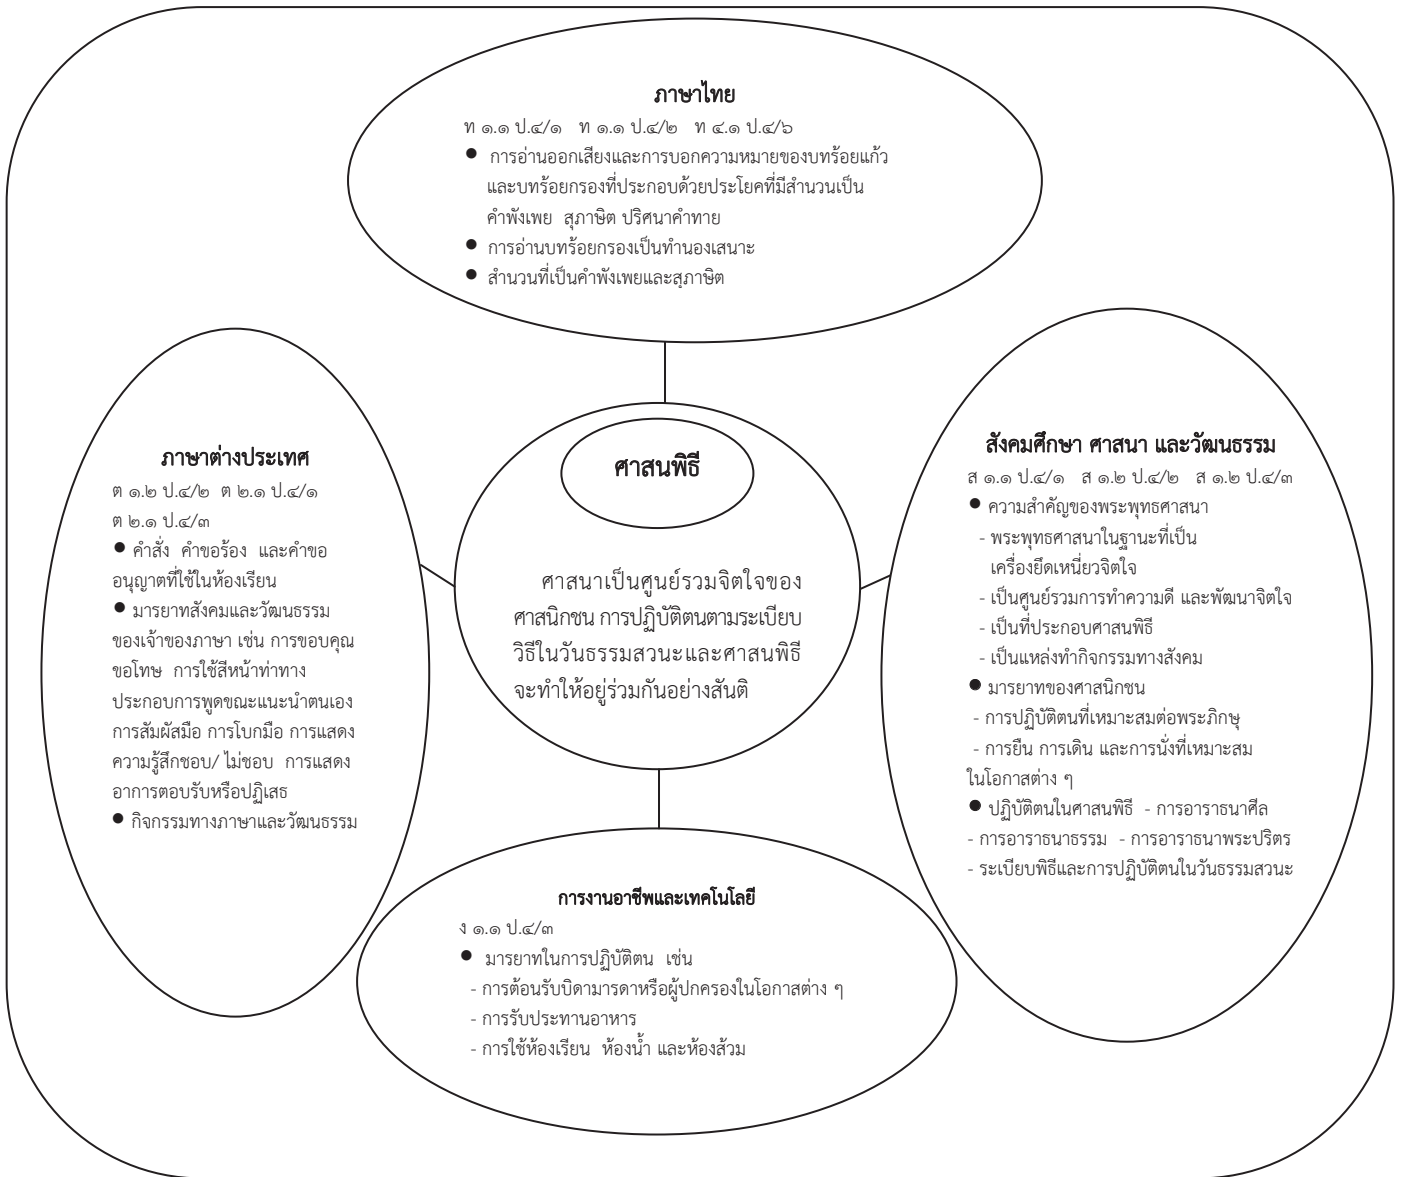 ภาษาไทย
ท ๑.๑ ป.๔/๑ ท ๑.๑ ป.๔/๒ ท ๔.๑ ป.๔/๖
● การอ่านออกเสียงและการบอกความหมายของบทร้อยแก้ว
และบทร้อยกรองที่ประกอบด้วยประโยคที่มีสำนวนเป็น
คำพังเพย สุภาษิต ปริศนาคำทาย
● การอ่านบทร้อยกรองเป็นทำนองเสนาะ
● สำนวนที่เป็นคำพังเพยและสุภาษิต
ภาษาต่างประเทศ
ต ๑.๒ ป.๔/๒ ต ๒.๑ ป.๔/๑
ต ๒.๑ ป.๔/๓
● คำสั่ง คำขอร้อง และคำขอ
อนุญาตที่ใช้ในห้องเรียน
● มารยาทสังคมและวัฒนธรรม
ของเจ้าของภาษา เช่น การขอบคุณ
ขอโทษ การใช้สีหน้าท่าทาง
ประกอบการพูดขณะแนะนำตนเอง
การสัมผัสมือ การโบกมือ การแสดง
ความรู้สึกชอบ/ ไม่ชอบ การแสดง
อาการตอบรับหรือปฏิเสธ
● กิจกรรมทางภาษาและวัฒนธรรม
ศาสนพิธี
ศาสนาเป็นศูนย์รวมจิตใจของ
ศาสนิกชน การปฏิบัติตนตามระเบียบ
วิธีในวันธรรมสวนะและศาสนพิธี
จะทำให้อยู่ร่วมกันอย่างสันติ
สังคมศึกษา ศาสนา และวัฒนธรรม
ส ๑.๑ ป.๔/๑ ส ๑.๒ ป.๔/๒ ส ๑.๒ ป.๔/๓
● ความสำคัญของพระพุทธศาสนา
- พระพุทธศาสนาในฐานะที่เป็น
เครื่องยึดเหนี่ยวจิตใจ
- เป็นศูนย์รวมการทำความดี และพัฒนาจิตใจ
- เป็นที่ประกอบศาสนพิธี
- เป็นแหล่งทำกิจกรรมทางสังคม
● มารยาทของศาสนิกชน
- การปฏิบัติตนที่เหมาะสมต่อพระภิกษุ
- การยืน การเดิน และการนั่งที่เหมาะสม
ในโอกาสต่าง ๆ
● ปฏิบัติตนในศาสนพิธี - การอาราธนาศีล
- การอาราธนาธรรม - การอาราธนาพระปริตร
- ระเบียบพิธีและการปฏิบัติตนในวันธรรมสวนะ
การงานอาชีพและเทคโนโลยี
ง ๑.๑ ป.๔/๓
● มารยาทในการปฏิบัติตน เช่น
- การต้อนรับบิดามารดาหรือผู้ปกครองในโอกาสต่าง ๆ
- การรับประทานอาหาร
- การใช้ห้องเรียน ห้องน้ำ และห้องส้วม